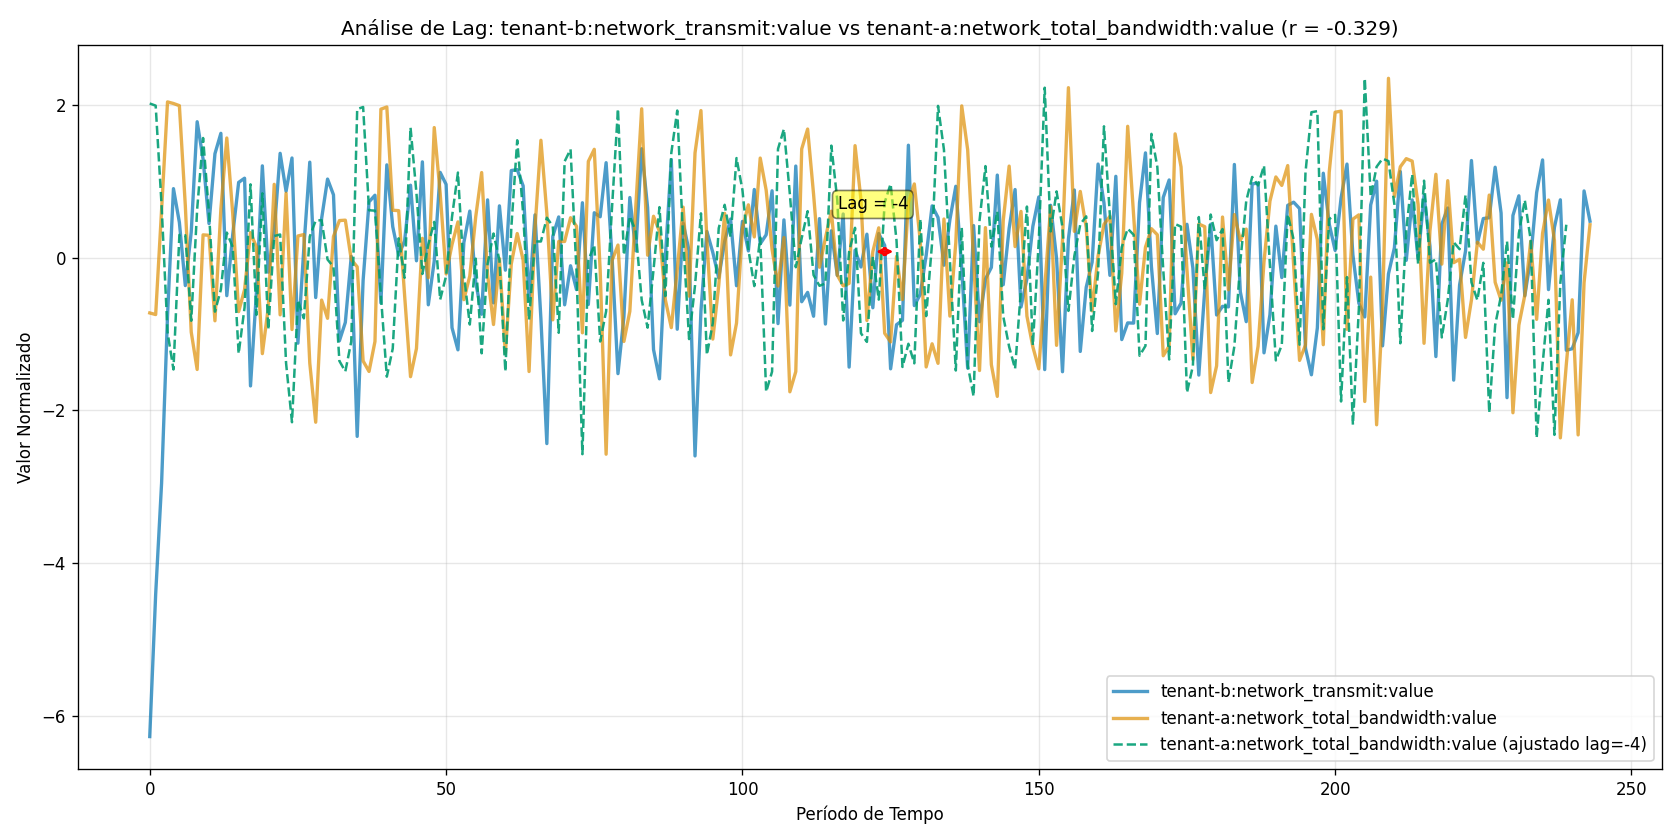 Análise de Lag: tenant-b:network_transmit:value vs tenant-a:network_total_bandwidth:value (r = -0.329)
Valor Normalizado
2
0
−2
−4
−6
Lag = -4
tenant-b:network_transmit:value
tenant-a:network_total_bandwidth:value
tenant-a:network_total_bandwidth:value (ajustado lag=-4)
0 50 100 150 200 250
Período de Tempo